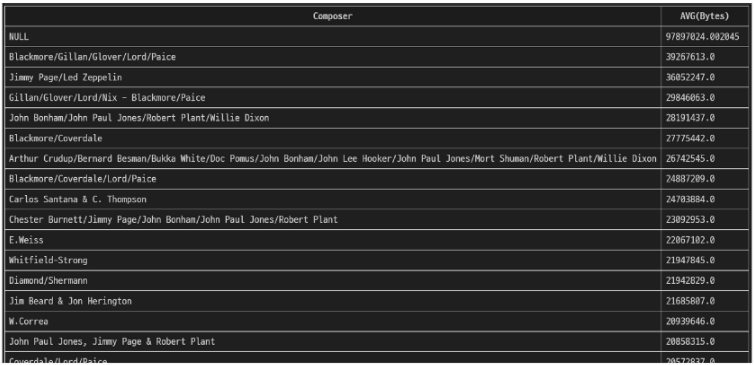 Composer AVG(Bytes)
NULL 97897024.002045
Blackmore/Gillan/Glover/Lord/Paice 39267613.0
Jimmy Page/Led Zeppelin 36052247.0
Gillan/Glover/Lord/Nix - Blackmore/Paice 29846063.0
John Bonham/John Paul Jones/Robert Plant/Willie Dixon 28191437.0
Blackmore/Coverdale 27775442.0
Arthur Crudup/Bernard Besman/Bukka White/Doc Pomus/John Bonham/John Lee Hooker/John Paul Jones/Mort Shuman/Robert Plant/Willie Dixon 26742545.0
Blackmore/Coverdale/Lord/Paice 24887209.0
Carlos Santana & C. Thompson 24703884.0
Chester Burnett/Jimmy Page/John Bonham/John Paul Jones/Robert Plant 23092953.0
E.Weiss 22067102.0
Whitfield-Strong 21947845.0
Diamond/Shermann 21942829.0
Jim Beard & Jon Herington 21685807.0
W.Correa 20939646.0
John Paul Jones, Jimmy Page & Robert Plant 20858315.0
Coverdale/Lord/Paice 20572837.0